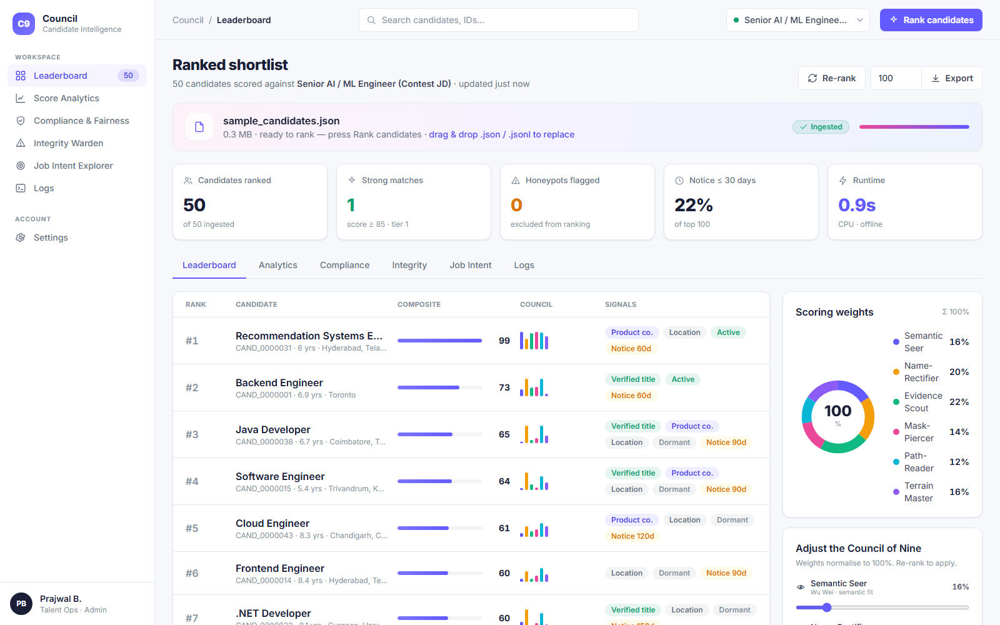 C9
Council
Candidate Intelligence
WORKSPACE
Leaderboard 50
Score Analytics
Compliance & Fairness
Integrity Warden
Job Intent Explorer
Logs
ACCOUNT
Settings
PB
Prajwal B.
Talent Ops · Admin
Council / Leaderboard
Search candidates, IDs...
Senior AI / ML Enginee...
Rank candidates
Ranked shortlist
50 candidates scored against Senior AI / ML Engineer (Contest JD) · updated just now
Re-rank
100
Export
sample_candidates.json
0.3 MB · ready to rank — press Rank candidates · drag & drop .json / .jsonl to replace
Ingested
Candidates ranked
50
of 50 ingested
Strong matches
1
score ≥ 85 · tier 1
Honeypots flagged
0
excluded from ranking
Notice ≤ 30 days
22%
of top 100
Runtime
0.9s
CPU · offline
Leaderboard Analytics Compliance Integrity Job Intent Logs
RANK CANDIDATE COMPOSITE COUNCIL SIGNALS
#1
Recommendation Systems E...
CAND_0000031 · 6 yrs · Hyderabad, Tela...
99
Product co. Location Active
Notice 60d
#2
Backend Engineer
CAND_0000001 · 6.9 yrs · Toronto
73
Verified title Active
Notice 60d
#3
Java Developer
CAND_0000038 · 6.7 yrs · Coimbatore, T...
65
Verified title Product co.
Location Dormant Notice 90d
#4
Software Engineer
CAND_0000015 · 5.4 yrs · Trivandrum, K...
64
Verified title Product co.
Location Dormant Notice 90d
#5
Cloud Engineer
CAND_0000043 · 8.3 yrs · Chandigarh, C...
61
Product co. Location Dormant
Notice 120d
#6
Frontend Engineer
CAND_0000014 · 8.4 yrs · Hyderabad, Te...
60
Location Dormant Notice 90d
#7
.NET Developer
60
Verified title Location Dormant
Scoring weights
Σ 100%
100
%
Semantic
Seer
16%
Name-
Rectifier
20%
Evidence
Scout
22%
Mask-
Piercer
14%
Path-
Reader
12%
Terrain
Master
16%
Adjust the Council of Nine
Weights normalise to 100%. Re-rank to apply.
Semantic Seer
Wu Wei · semantic fit
16%